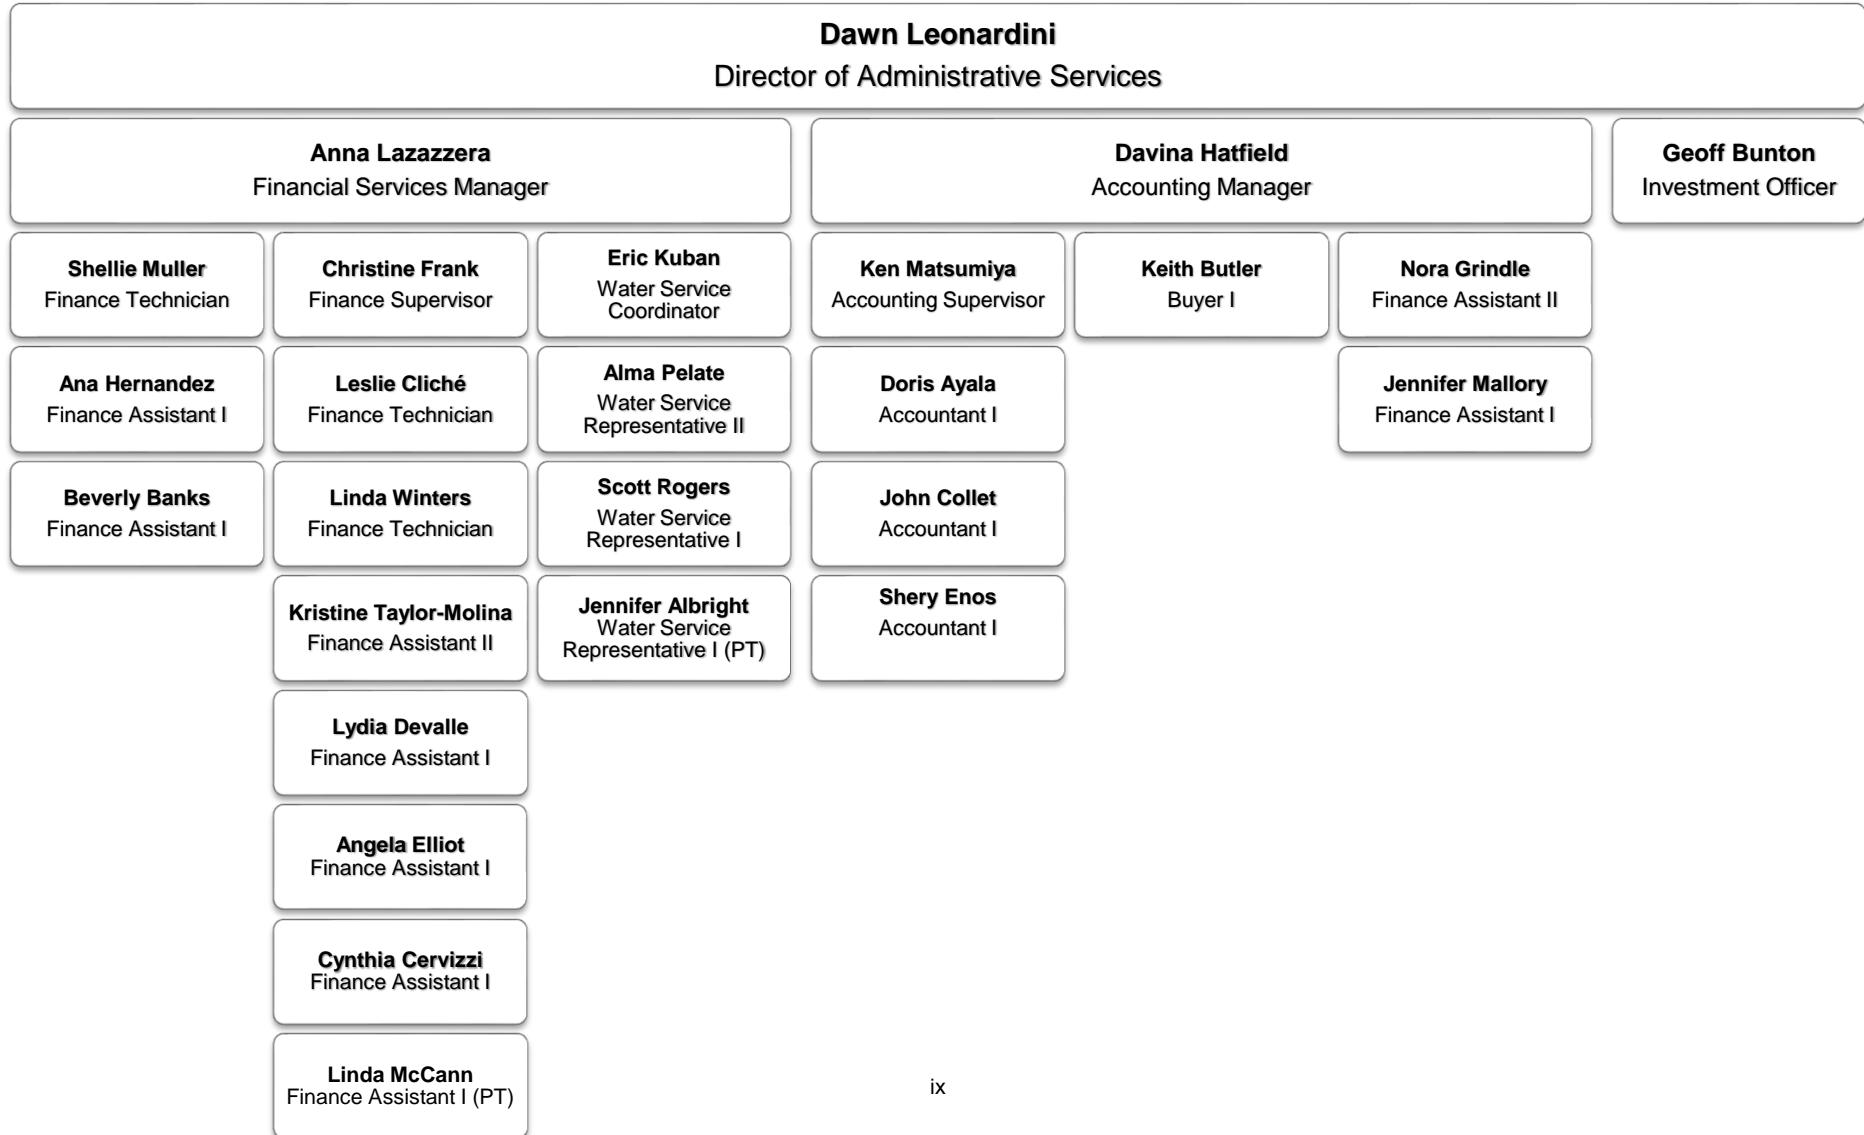 Dawn Leonardini
Director of Administrative Services
Anna Lazazzera
Financial Services Manager
Davina Hatfield
Accounting Manager
Geoff Bunton
Investment Officer
Shellie Muller
Finance Technician
Christine Frank
Finance Supervisor
Eric Kuban
Water Service
Coordinator
Ken Matsumiya
Accounting Supervisor
Keith Butler
Buyer I
Nora Grindle
Finance Assistant II
Ana Hernandez
Finance Assistant I
Leslie Cliché
Finance Technician
Alma Pelate
Water Service
Representative II
Doris Ayala
Accountant I
Jennifer Mallory
Finance Assistant I
Beverly Banks
Finance Assistant I
Linda Winters
Finance Technician
Scott Rogers
Water Service
Representative I
John Collet
Accountant I
Kristine Taylor-Molina
Finance Assistant II
Jennifer Albright
Water Service
Representative I (PT)
Shery Enos
Accountant I
Lydia Devalle
Finance Assistant I
Angela Elliot
Finance Assistant I
Cynthia Cervizzi
Finance Assistant I
Linda McCann
Finance Assistant I (PT)
ix